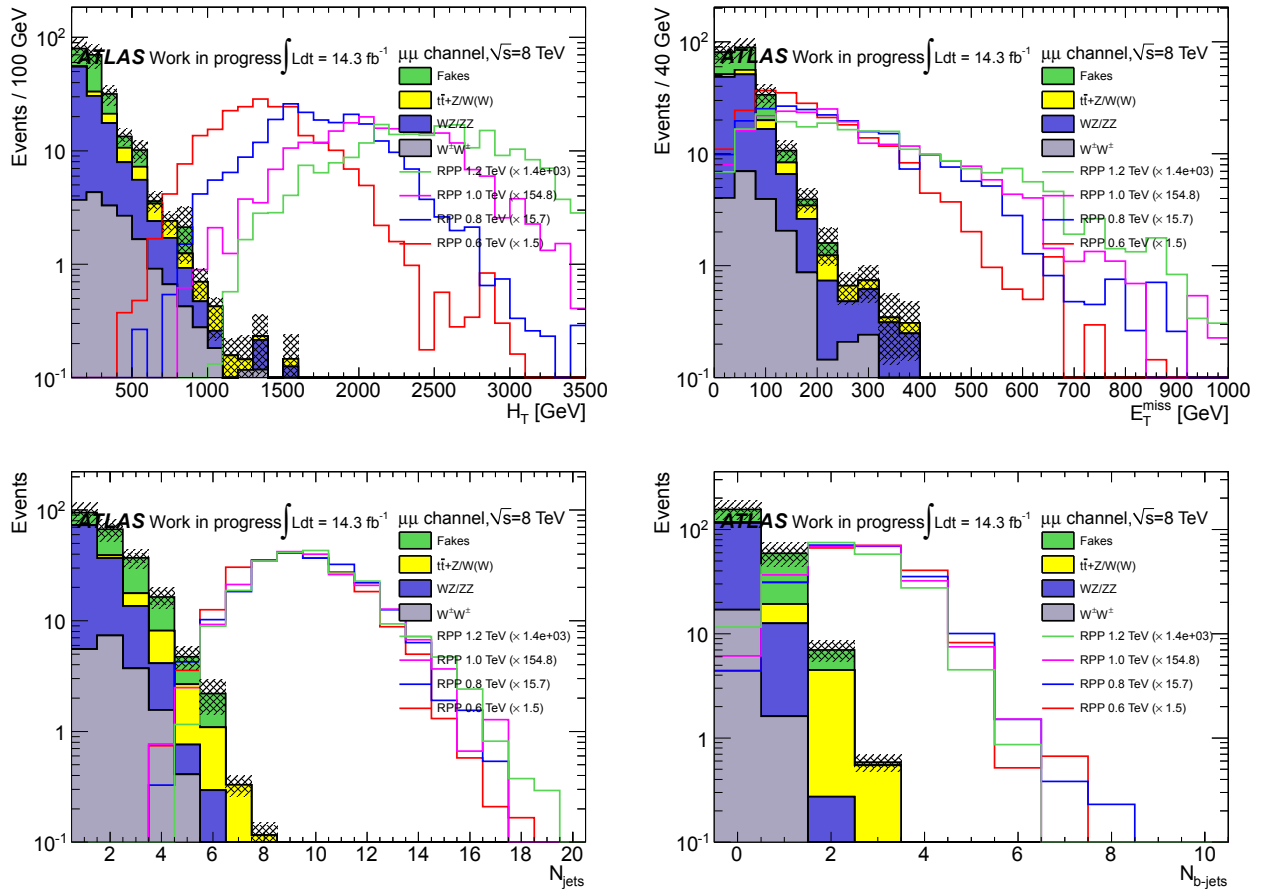 Events / 100 GeV
10²
10
1
10⁻¹
ATLAS Work in progress ∫ Ldt = 14.3 fb⁻¹
μμ channel,√s=8 TeV
Fakes
tt̄+Z/W(W)
WZ/ZZ
W±W±
RPP 1.2 TeV (× 1.4e+03)
RPP 1.0 TeV (× 154.8)
RPP 0.8 TeV (× 15.7)
RPP 0.6 TeV (× 1.5)
500 1000 1500 2000 2500 3000 3500
H_T [GeV]
Events / 40 GeV
10²
10
1
10⁻¹
ATLAS Work in progress ∫ Ldt = 14.3 fb⁻¹
μμ channel,√s=8 TeV
Fakes
tt̄+Z/W(W)
WZ/ZZ
W±W±
RPP 1.2 TeV (× 1.4e+03)
RPP 1.0 TeV (× 154.8)
RPP 0.8 TeV (× 15.7)
RPP 0.6 TeV (× 1.5)
0 100 200 300 400 500 600 700 800 900 1000
E_T^miss [GeV]
Events
10²
10
1
10⁻¹
ATLAS Work in progress ∫ Ldt = 14.3 fb⁻¹
μμ channel,√s=8 TeV
Fakes
tt̄+Z/W(W)
WZ/ZZ
W±W±
RPP 1.2 TeV (× 1.4e+03)
RPP 1.0 TeV (× 154.8)
RPP 0.8 TeV (× 15.7)
RPP 0.6 TeV (× 1.5)
2 4 6 8 10 12 14 16 18 20
N_jets
Events
10²
10
1
10⁻¹
ATLAS Work in progress ∫ Ldt = 14.3 fb⁻¹
μμ channel,√s=8 TeV
Fakes
tt̄+Z/W(W)
WZ/ZZ
W±W±
RPP 1.2 TeV (× 1.4e+03)
RPP 1.0 TeV (× 154.8)
RPP 0.8 TeV (× 15.7)
RPP 0.6 TeV (× 1.5)
0 2 4 6 8 10
N_b-jets